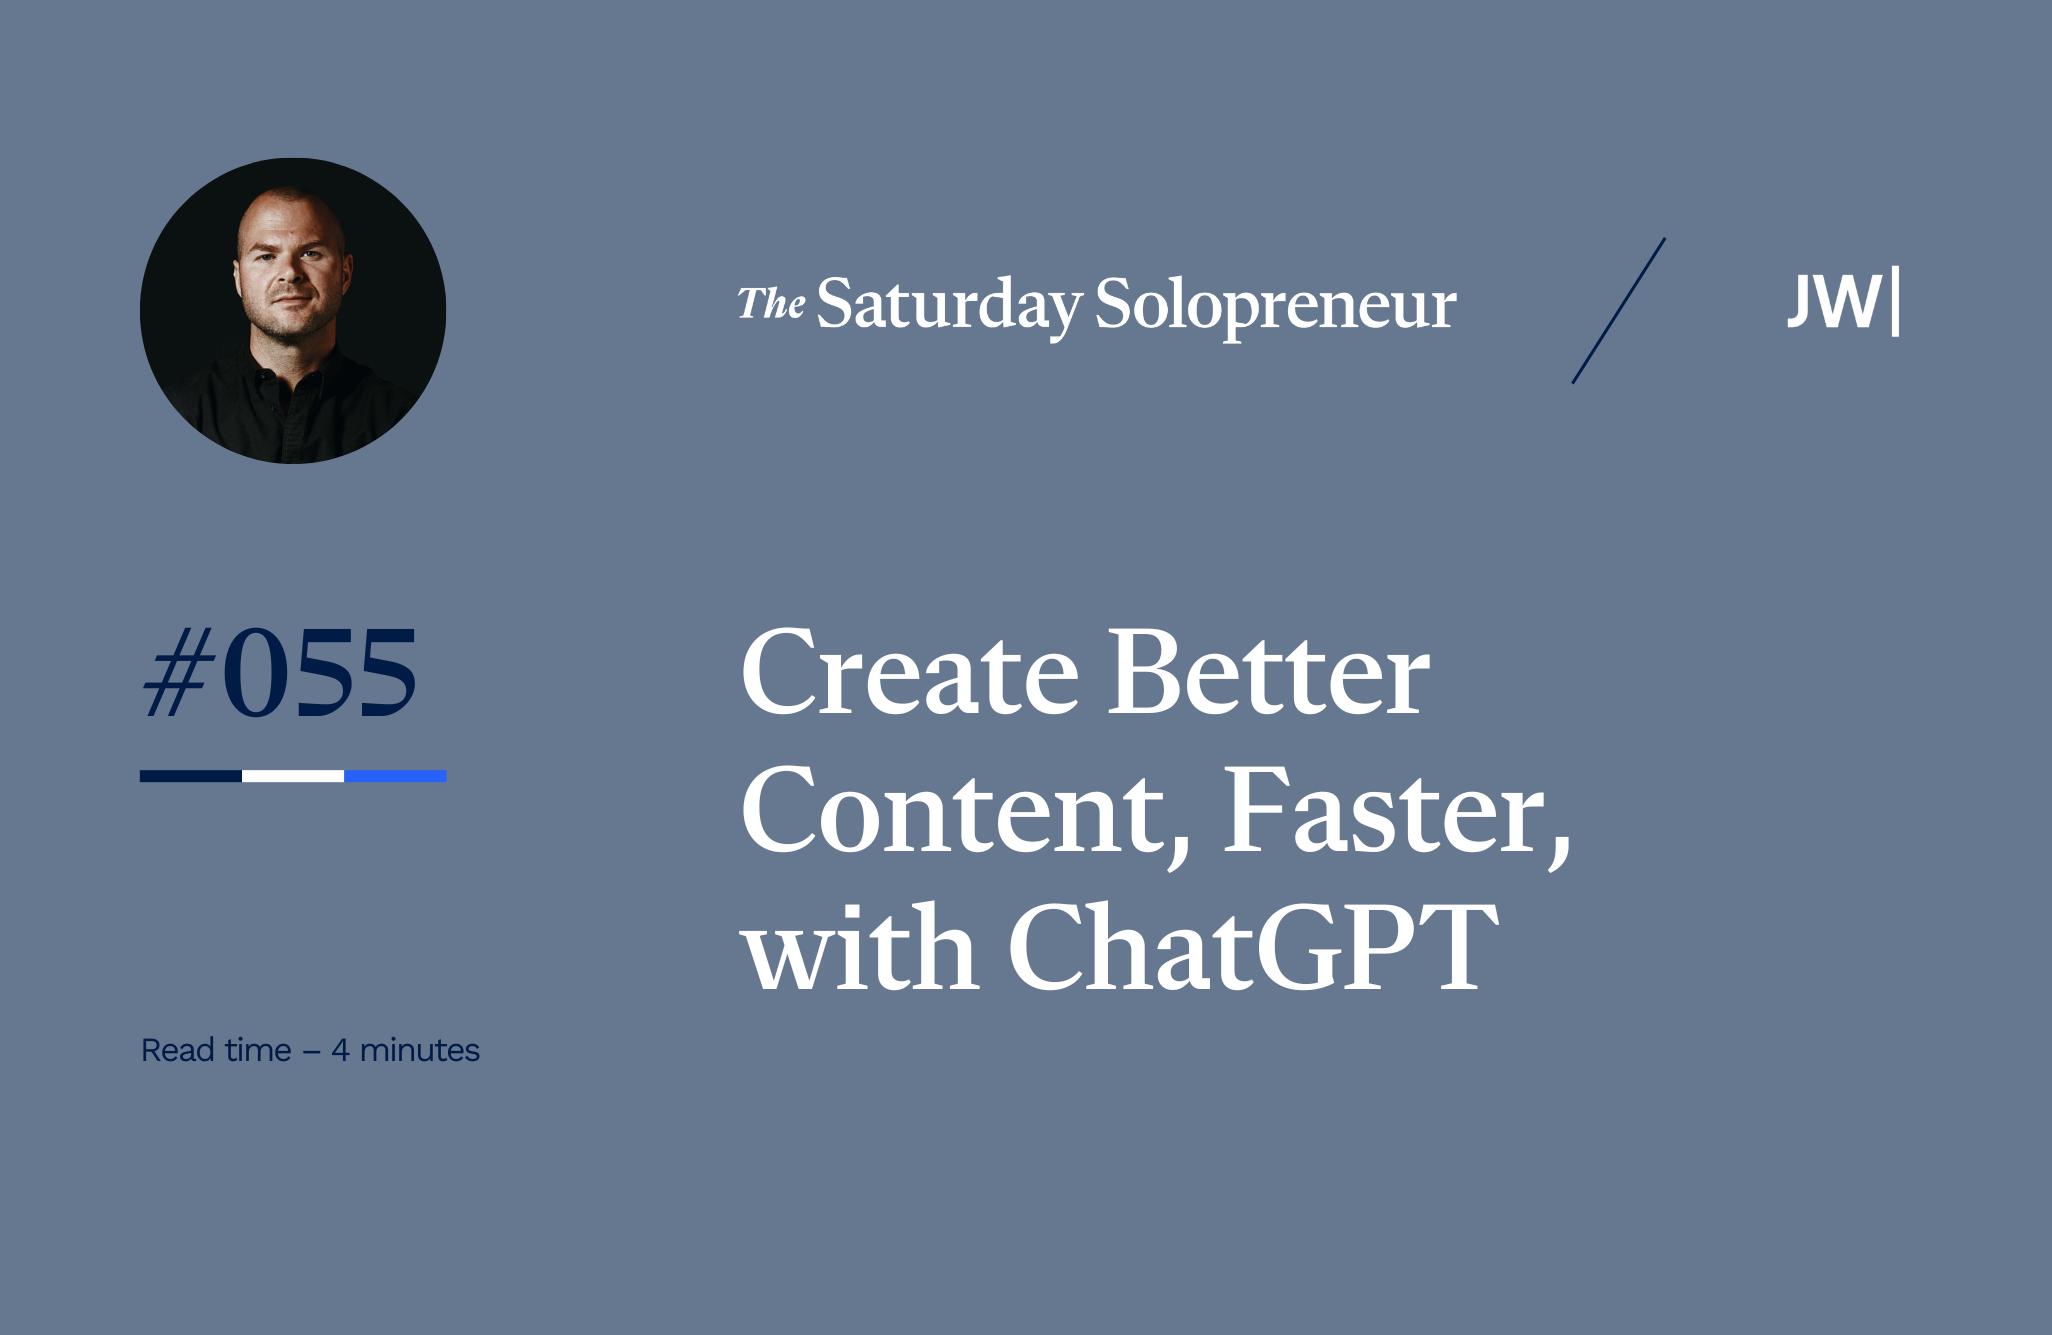 The Saturday Solopreneur
JW|
#055
Create Better
Content, Faster,
with ChatGPT
Read time – 4 minutes